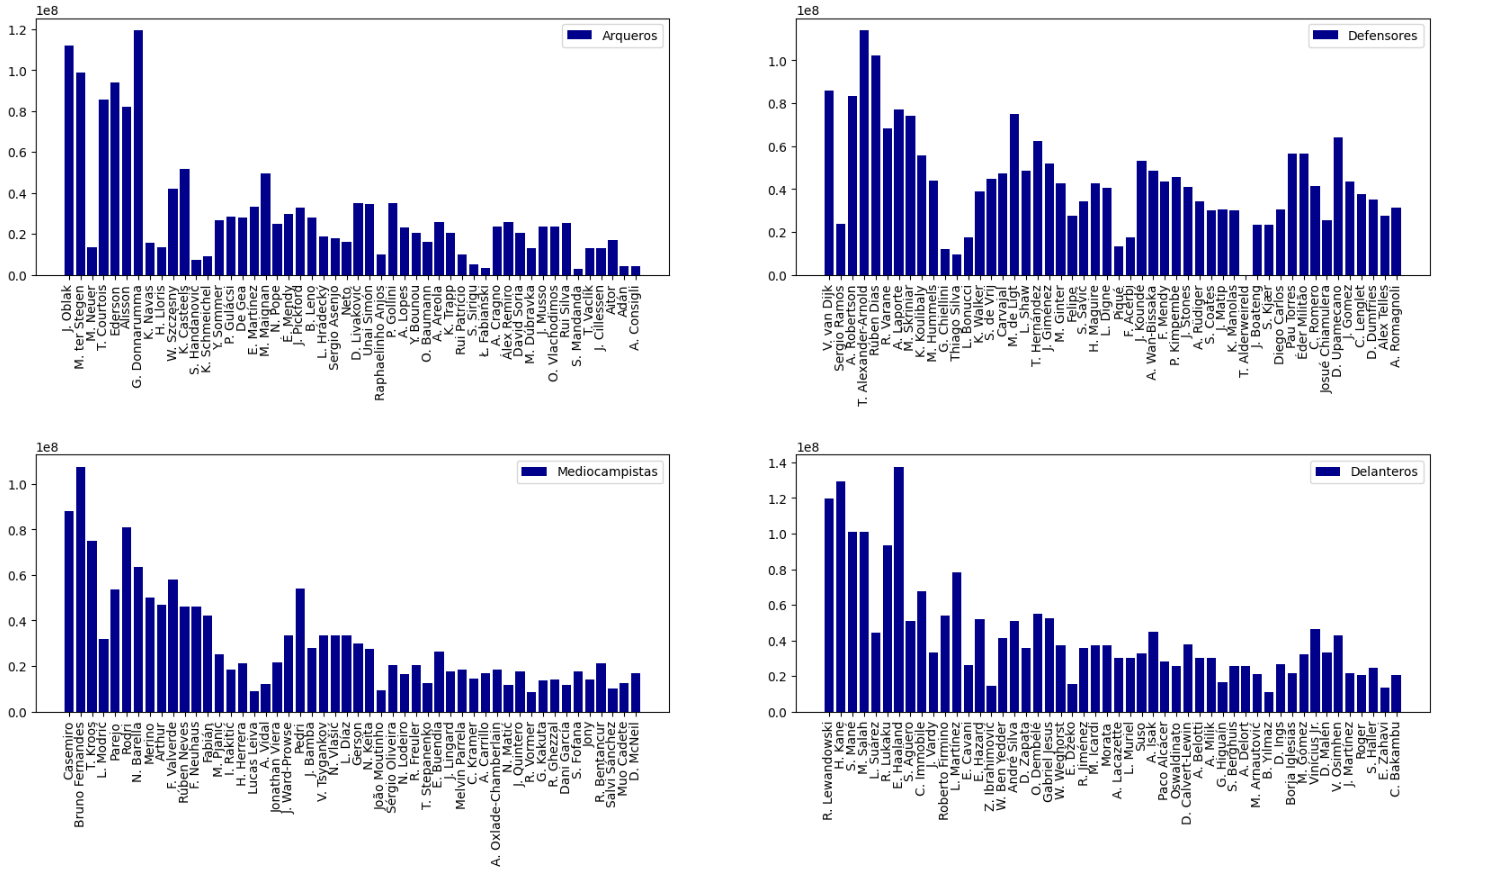 1e8
Arqueros
1.2
1.0
0.8
0.6
0.4
0.2
0.0
J. Oblak
M. ter Stegen
M. Neuer
T. Courtois
Ederson
Alisson
G. Donnarumma
K. Navas
H. Lloris
W. Szczęsny
K. Casteels
S. Handanovič
K. Schmeichel
Y. Sommer
P. Gulácsi
De Gea
E. Martínez
M. Maignan
N. Pope
É. Mendy
J. Pickford
B. Leno
L. Hrádecký
Sergio Asenjo
Neto
D. Livaković
Unai Simón
Raphaelinho Anjos
P. Gollini
A. Lopes
Y. Bounou
O. Baumann
A. Areola
K. Trapp
Rui Patrício
S. Sirigu
Ł. Fabiański
A. Cragno
Álex Remiro
David Soria
M. Dúbravka
J. Musso
O. Vlachodimos
Rui Silva
S. Mandanda
T. Vaclík
J. Cillessen
Aitor
Adán
A. Consigli
1e8
Defensores
1.0
0.8
0.6
0.4
0.2
0.0
V. van Dijk
Sergio Ramos
A. Robertson
T. Alexander-Arnold
Rúben Dias
R. Varane
A. Laporte
M. Škriniar
K. Koulibaly
M. Hummels
G. Chiellini
Thiago Silva
L. Bonucci
K. Walker
S. de Vrij
Carvajal
M. de Ligt
L. Shaw
T. Hernández
J. Giménez
M. Ginter
Felipe
S. Savić
H. Maguire
L. Digne
Piqué
F. Acerbi
J. Koundé
A. Wan-Bissaka
F. Mendy
P. Kimpembe
J. Stones
A. Rüdiger
S. Coates
J. Matip
K. Manolas
T. Alderweireld
J. Boateng
S. Kjær
Diego Carlos
Pau Torres
Éder Militão
C. Romero
Josué Chiamulera
D. Upamecano
J. Gomez
C. Lenglet
D. Dumfries
Alex Telles
A. Romagnoli
1e8
Mediocampistas
1.0
0.8
0.6
0.4
0.2
0.0
Casemiro
Bruno Fernandes
T. Kroos
L. Modrić
Parejo
Rodri
N. Barella
Merino
Arthur
F. Valverde
Rúben Neves
F. Neuhaus
Fabián
M. Pjanić
I. Rakitić
H. Herrera
Lucas Leiva
A. Vidal
Jonathan Viera
J. Ward-Prowse
Pedri
J. Bamba
V. Tsygankov
N. Vlašić
L. Díaz
Gerson
N. Keïta
João Moutinho
Sérgio Oliveira
N. Lodeiro
R. Freuler
T. Stepanenko
E. Buendía
J. Lingard
Melvin Parrela
C. Kramer
A. Carrillo
A. Oxlade-Chamberlain
N. Matić
J. Quintero
R. Vormer
G. Kakuta
R. Ghezzal
Dani García
S. Fofana
Jony
R. Bentancur
Salvi Sánchez
Muo Cadete
D. McNeil
1e8
Delanteros
1.4
1.2
1.0
0.8
0.6
0.4
0.2
0.0
R. Lewandowski
H. Kane
S. Mané
M. Salah
L. Suárez
R. Lukaku
E. Haaland
S. Agüero
C. Immobile
J. Vardy
Roberto Firmino
L. Martínez
E. Cavani
E. Hazard
Z. Ibrahimović
W. Ben Yedder
André Silva
D. Zapata
O. Dembélé
Gabriel Jesus
W. Weghorst
E. Džeko
R. Jiménez
M. Icardi
Morata
A. Lacazette
L. Muriel
Suso
A. Isak
Paco Alcácer
Oswaldinato
D. Calvert-Lewin
A. Belotti
A. Milik
G. Higuaín
S. Berghuis
A. Delort
M. Arnautović
B. Yılmaz
D. Ings
Borja Iglesias
M. Gómez
Vinícius Jr.
D. Malen
V. Osimhen
J. Martínez
Roger
S. Haller
E. Zahavi
C. Bakambu